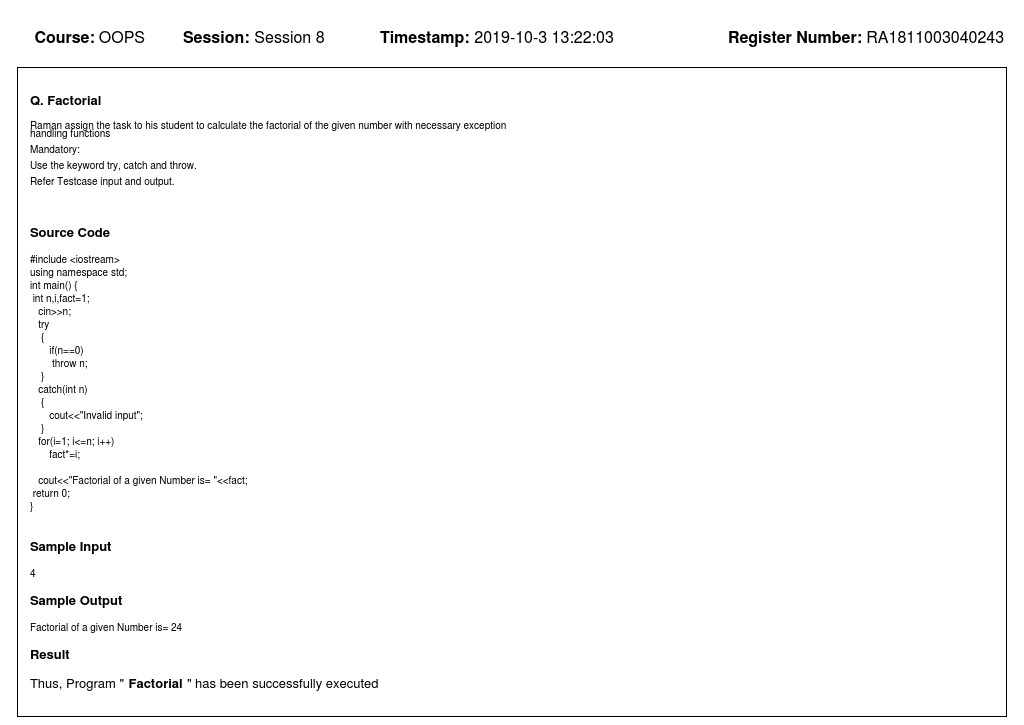 Course: OOPS Session: Session 8 Timestamp: 2019-10-3 13:22:03 Register Number: RA1811003040243
Q. Factorial
Raman assign the task to his student to calculate the factorial of the given number with necessary exception
handling functions
Mandatory:
Use the keyword try, catch and throw.
Refer Testcase input and output.
Source Code
#include <iostream>
using namespace std;
int main() {
int n,i,fact=1;
cin>>n;
try
{
if(n==0)
throw n;
}
catch(int n)
{
cout<<"Invalid input";
}
for(i=1; i<=n; i++)
fact*=i;
cout<<"Factorial of a given Number is= "<<fact;
return 0;
}
Sample Input
4
Sample Output
Factorial of a given Number is= 24
Result
Thus, Program " Factorial " has been successfully executed